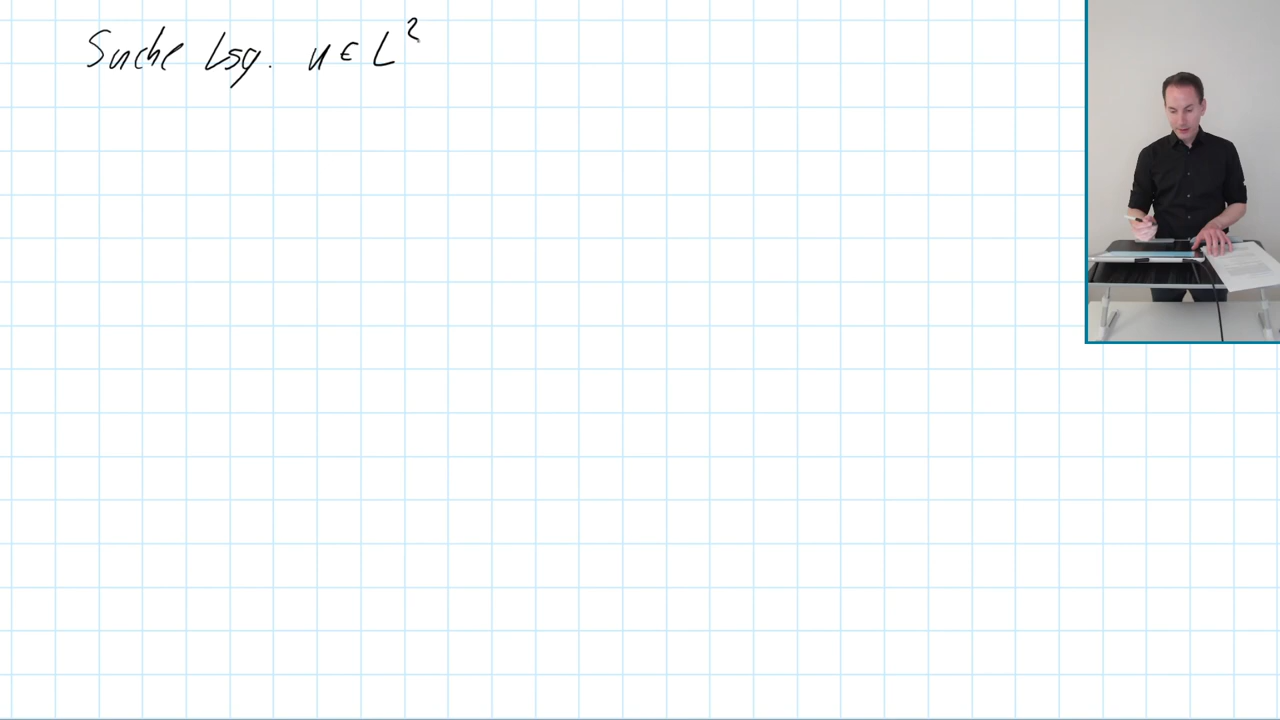 Suche Lsg. u ∈ L²